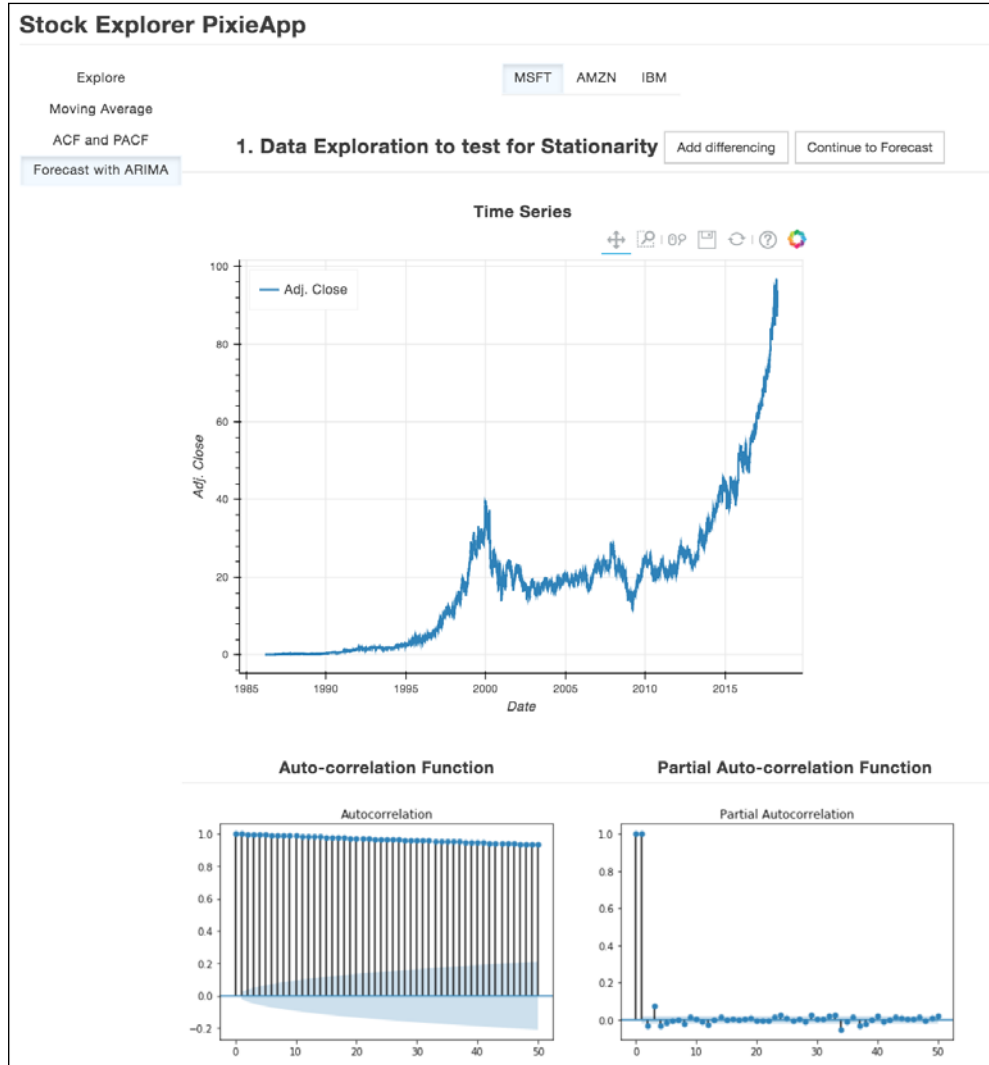 Stock Explorer PixieApp
Explore
Moving Average
ACF and PACF
Forecast with ARIMA
MSFT AMZN IBM
1. Data Exploration to test for Stationarity Add differencing Continue to Forecast
Time Series
Adj. Close
100
80
60
40
20
0
Adj. Close
1985 1990 1995 2000 2005 2010 2015
Date
Auto-correlation Function
Autocorrelation
1.0
0.8
0.6
0.4
0.2
0.0
−0.2
0 10 20 30 40 50
Partial Auto-correlation Function
Partial Autocorrelation
1.0
0.8
0.6
0.4
0.2
0.0
0 10 20 30 40 50